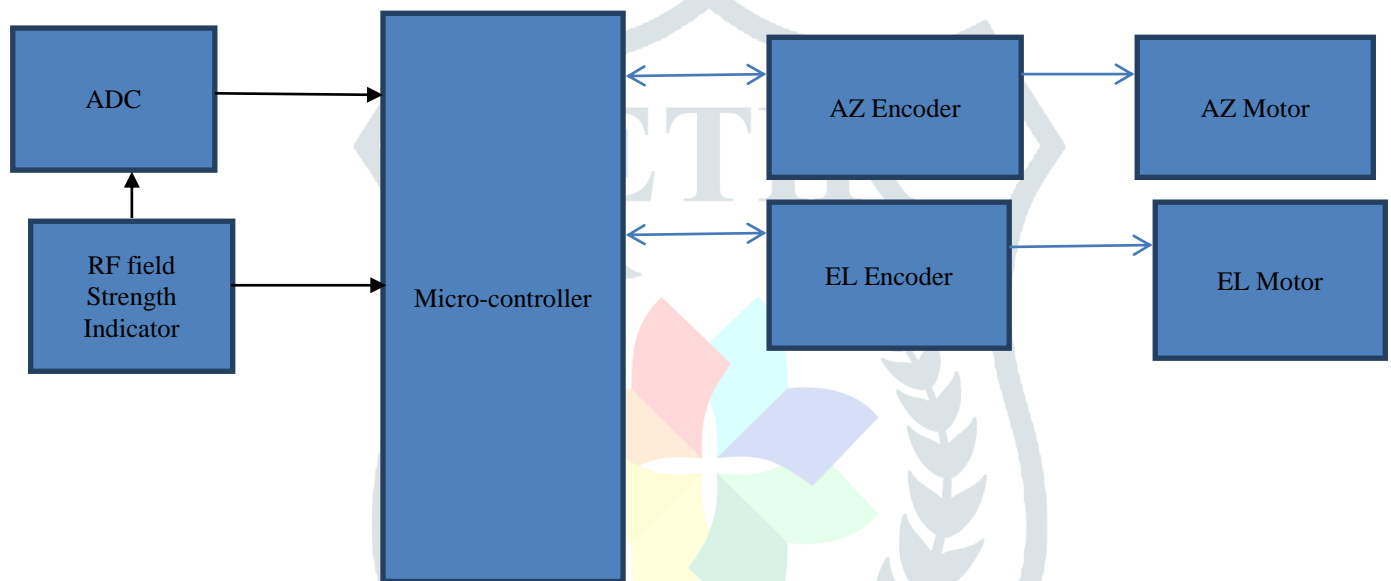 ADC
RF field
Strength
Indicator
Micro-controller
AZ Encoder
AZ Motor
EL Encoder
EL Motor